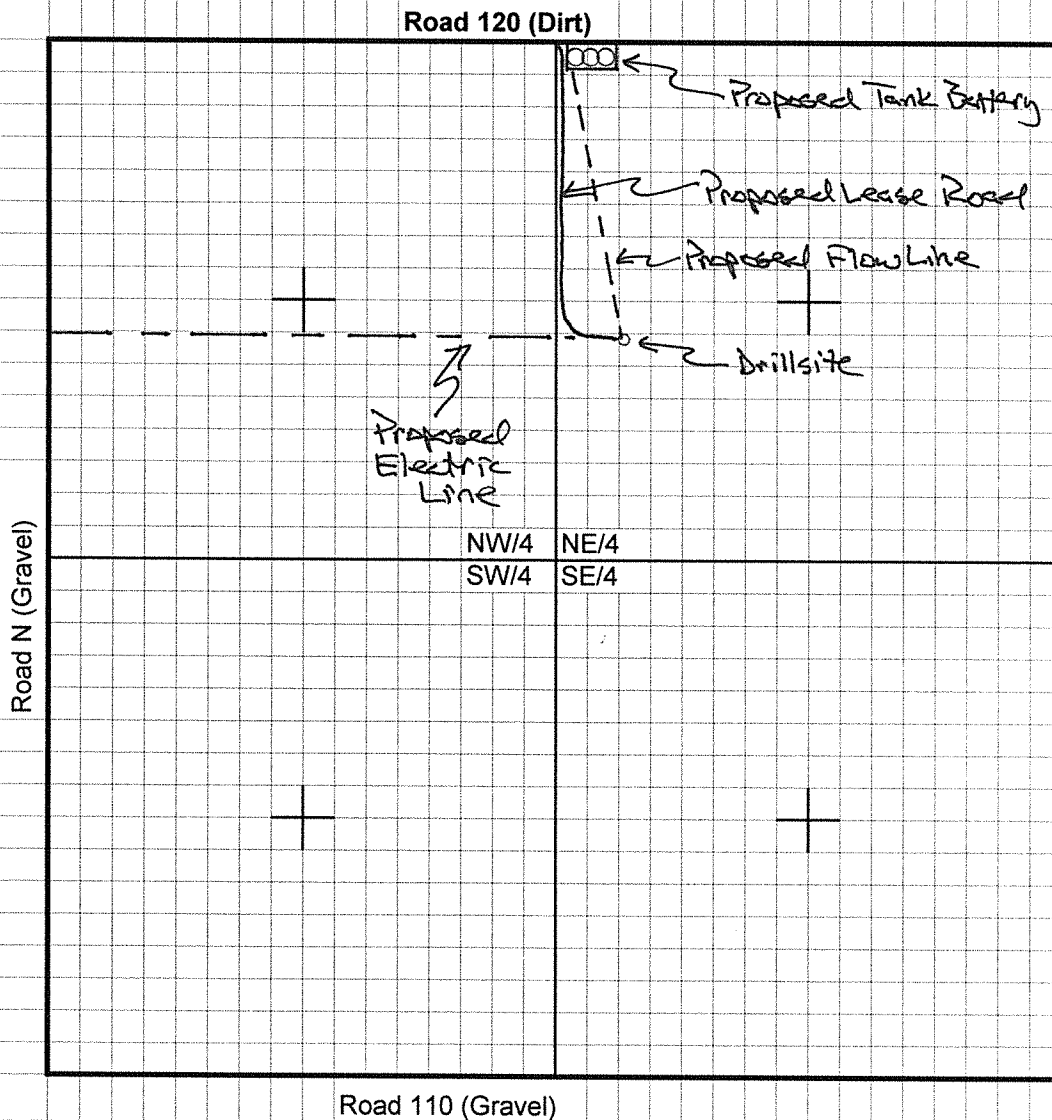 Road 120 (Dirt)
Proposed Tank Battery
Proposed Lease Road
Proposed Flow Line
Drillsite
Proposed
Electric
Line
NW/4
NE/4
SW/4
SE/4
Road N (Gravel)
Road 110 (Gravel)